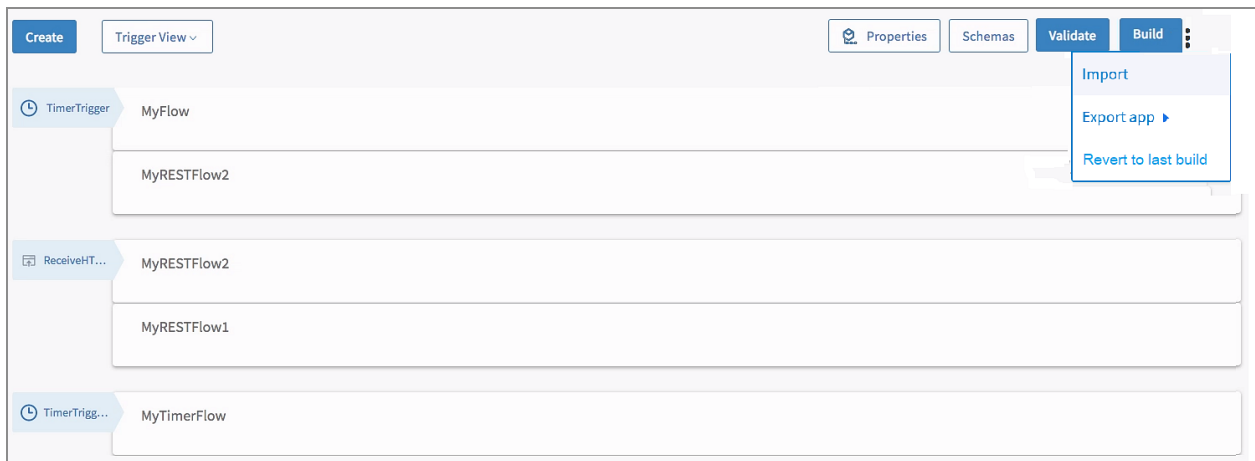 Create
Trigger View
Properties
Schemas
Validate
Build
Import
Export app
Revert to last build
TimerTrigger
MyFlow
MyRESTFlow2
ReceiveHT...
MyRESTFlow2
MyRESTFlow1
TimerTrigg...
MyTimerFlow